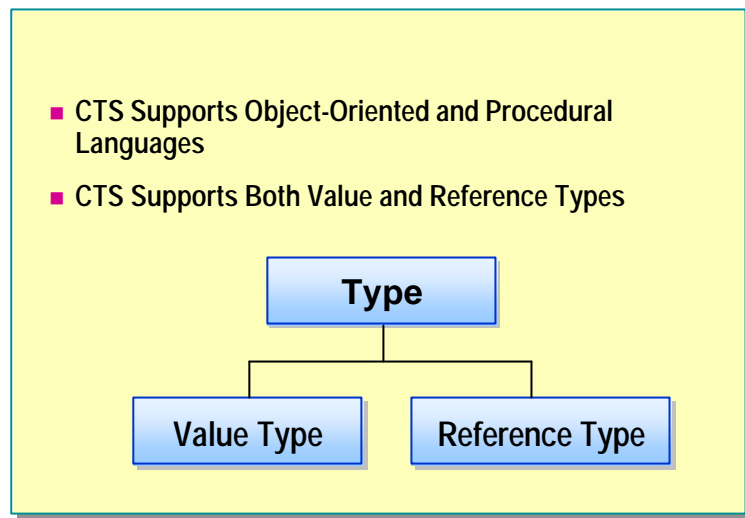 CTS Supports Object-Oriented and Procedural
Languages
CTS Supports Both Value and Reference Types
Type
Value Type
Reference Type